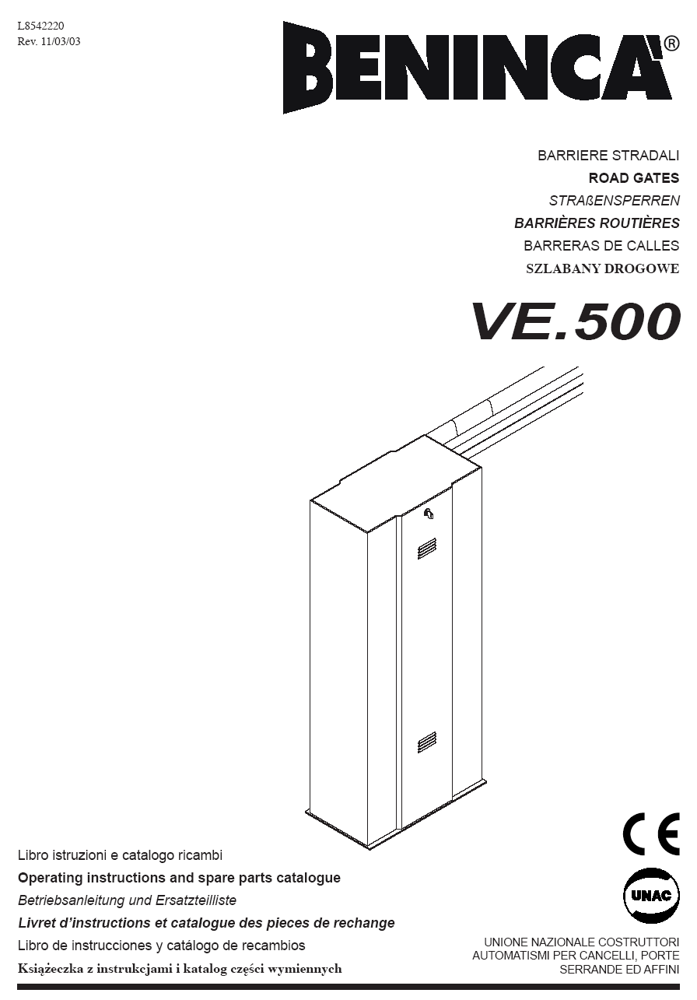 L8542220
Rev. 11/03/03
BENINCÀ®
BARRIERE STRADALI
ROAD GATES
STRAßENSPERREN
BARRIÈRES ROUTIÈRES
BARRERAS DE CALLES
SZLABANY DROGOWE
VE.500
CE
UNAC
Libro istruzioni e catalogo ricambi
Operating instructions and spare parts catalogue
Betriebsanleitung und Ersatzteilliste
Livret d’instructions et catalogue des pieces de rechange
Libro de instrucciones y catálogo de recambios
Książeczka z instrukcjami i katalog części wymiennych
UNIONE NAZIONALE COSTRUTTORI
AUTOMATISMI PER CANCELLI, PORTE
SERRANDE ED AFFINI